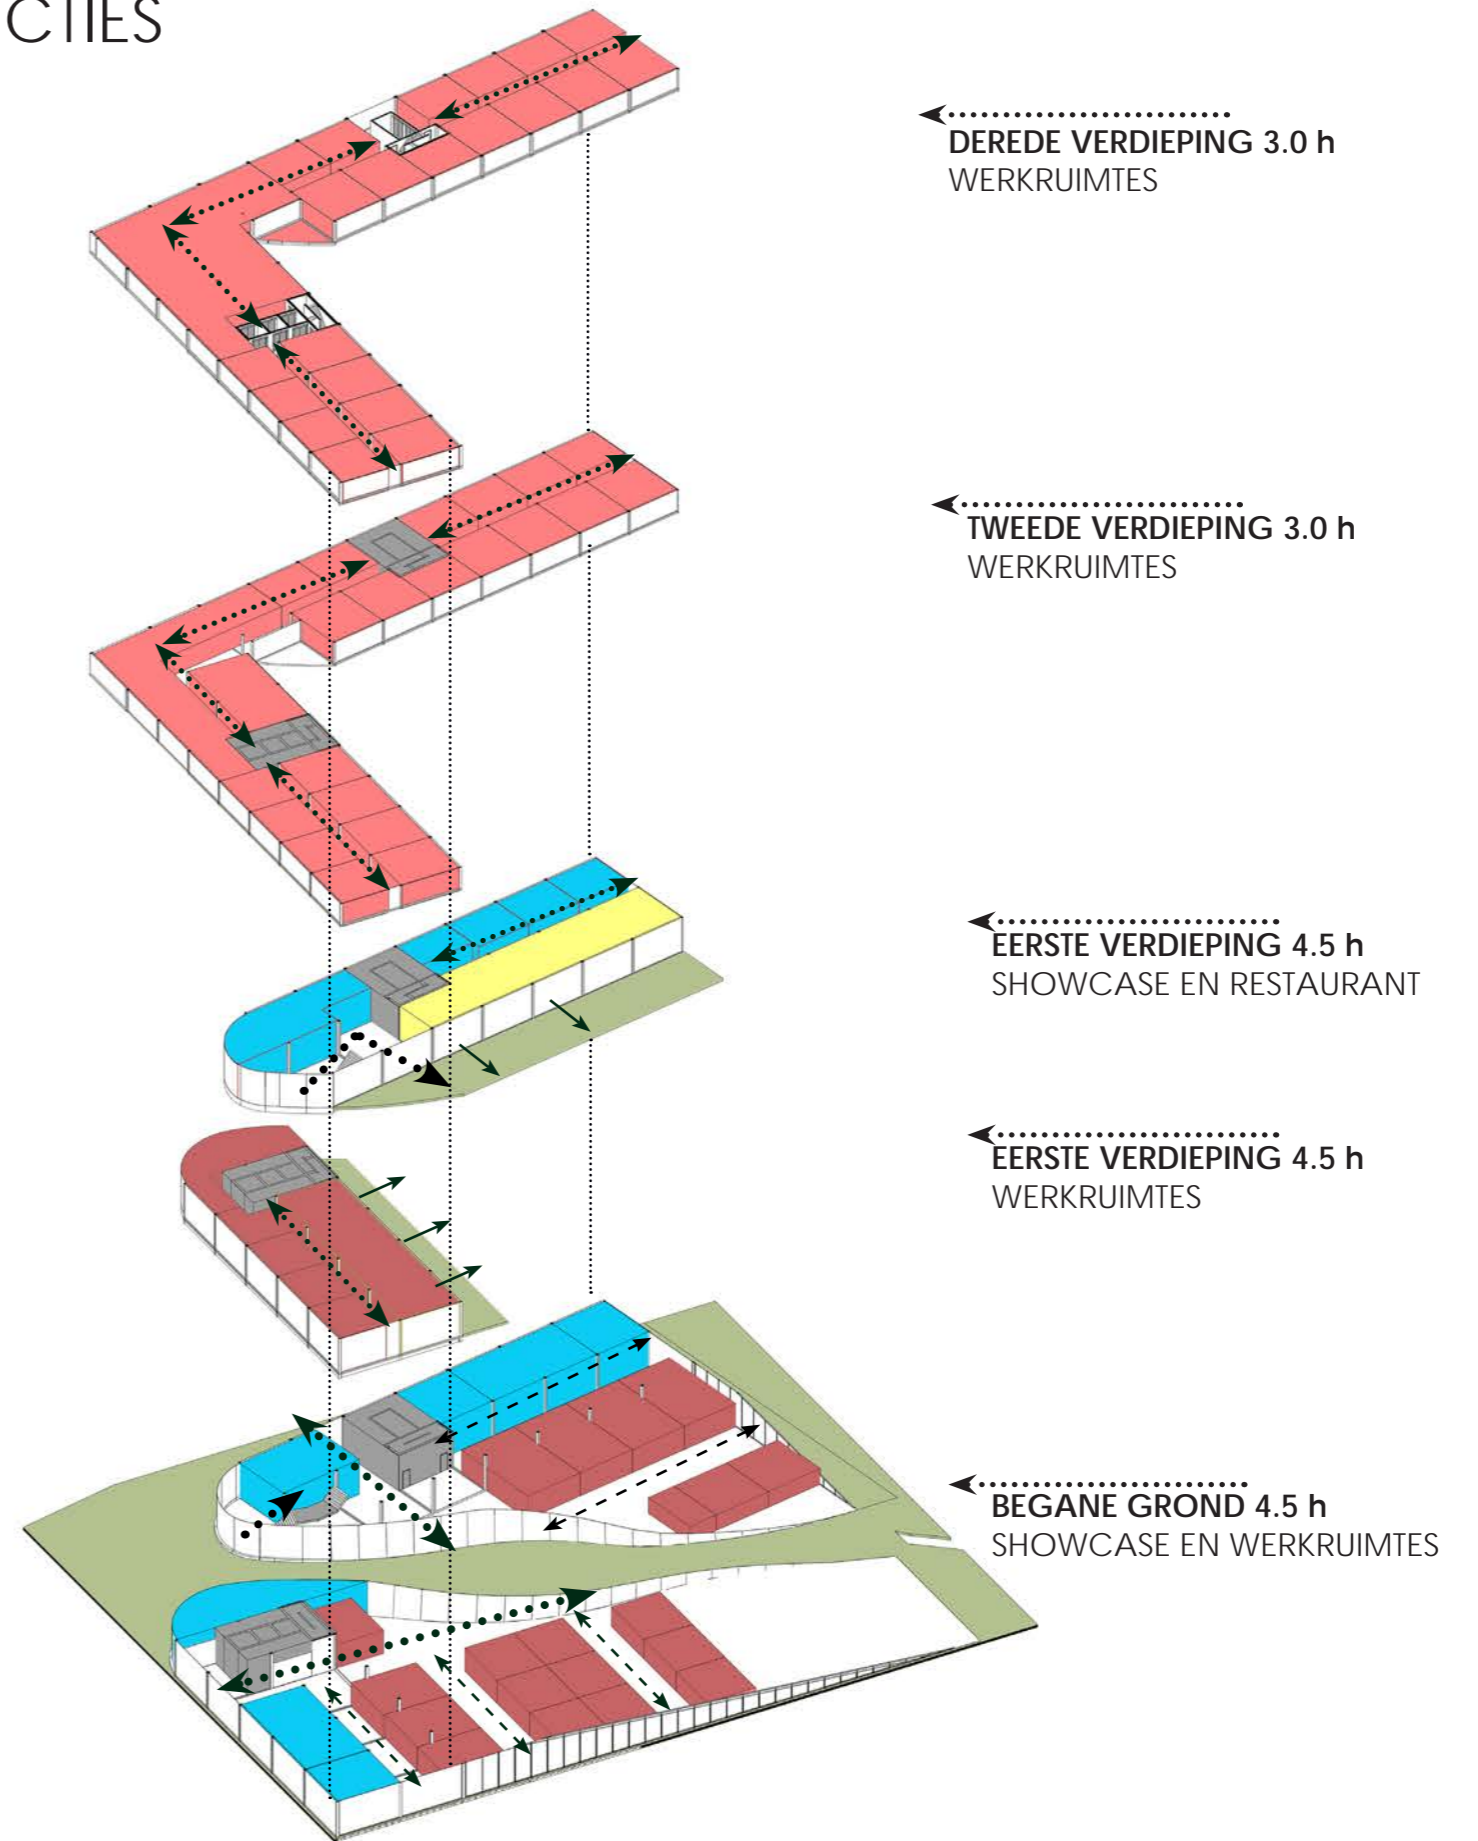 CTIES
DEREDE VERDIEPING 3.0 h
WERKRUIMTES
TWEEDE VERDIEPING 3.0 h
WERKRUIMTES
EERSTE VERDIEPING 4.5 h
SHOWCASE EN RESTAURANT
EERSTE VERDIEPING 4.5 h
WERKRUIMTES
BEGANE GROND 4.5 h
SHOWCASE EN WERKRUIMTES